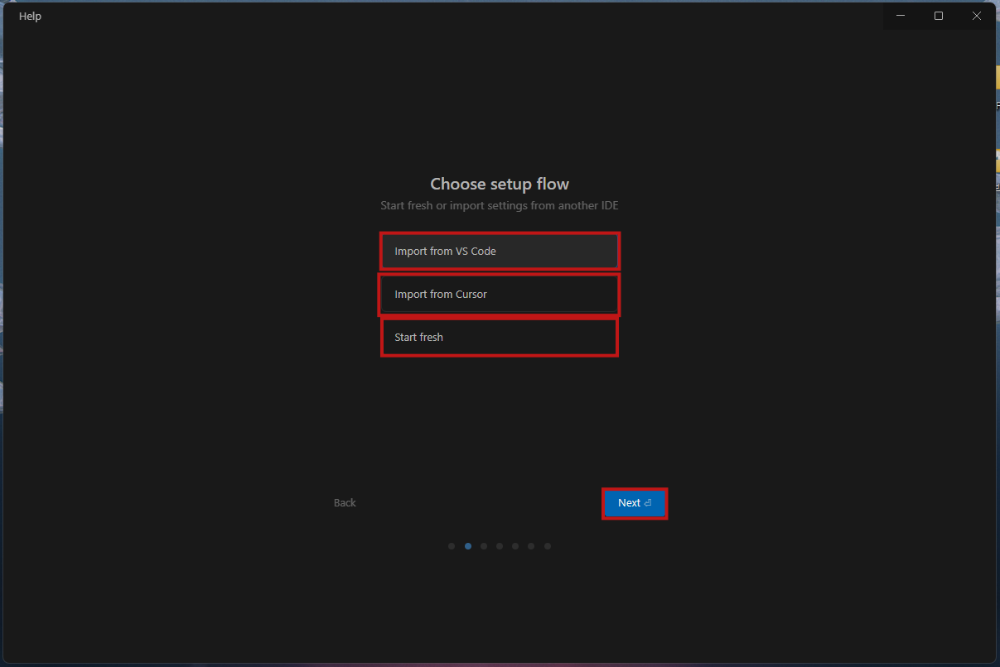 Help
Choose setup flow
Start fresh or import settings from another IDE
Import from VS Code
Import from Cursor
Start fresh
Back
Next ⏎